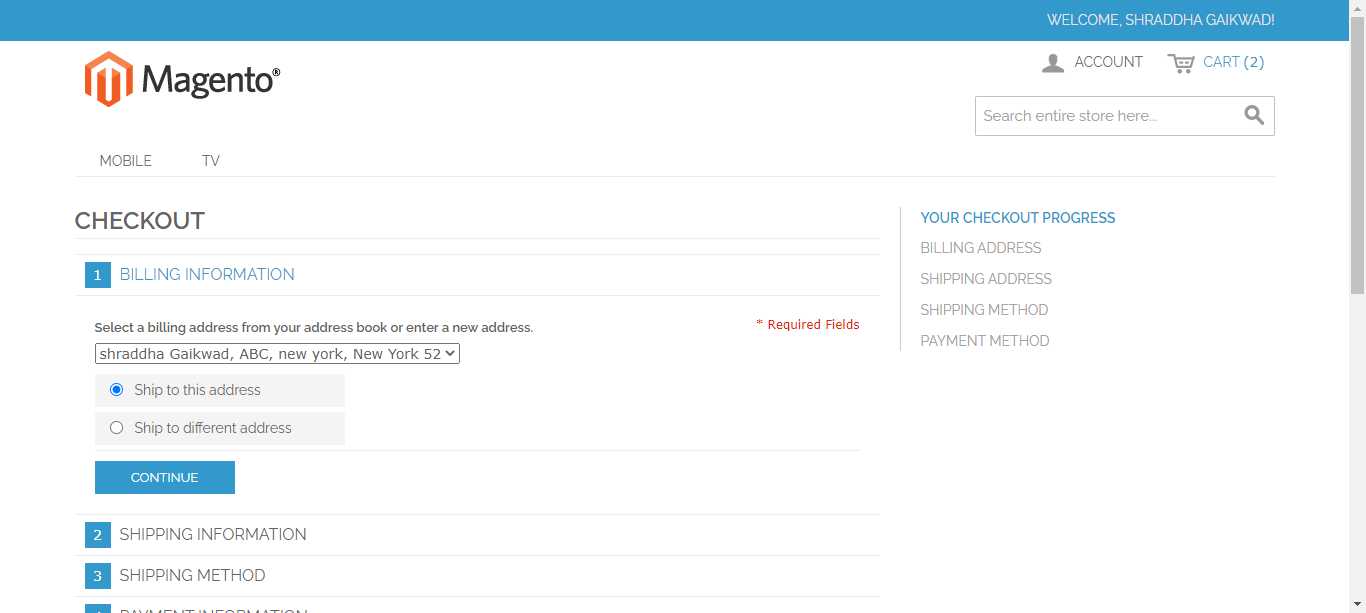 WELCOME, SHRADDHA GAIKWAD!
Magento®
ACCOUNT
CART (2)
Search entire store here...
MOBILE
TV
CHECKOUT
1 BILLING INFORMATION
Select a billing address from your address book or enter a new address.
* Required Fields
shraddha Gaikwad, ABC, new york, New York 52
Ship to this address
Ship to different address
CONTINUE
2 SHIPPING INFORMATION
3 SHIPPING METHOD
PAYMENT INFORMATION
YOUR CHECKOUT PROGRESS
BILLING ADDRESS
SHIPPING ADDRESS
SHIPPING METHOD
PAYMENT METHOD